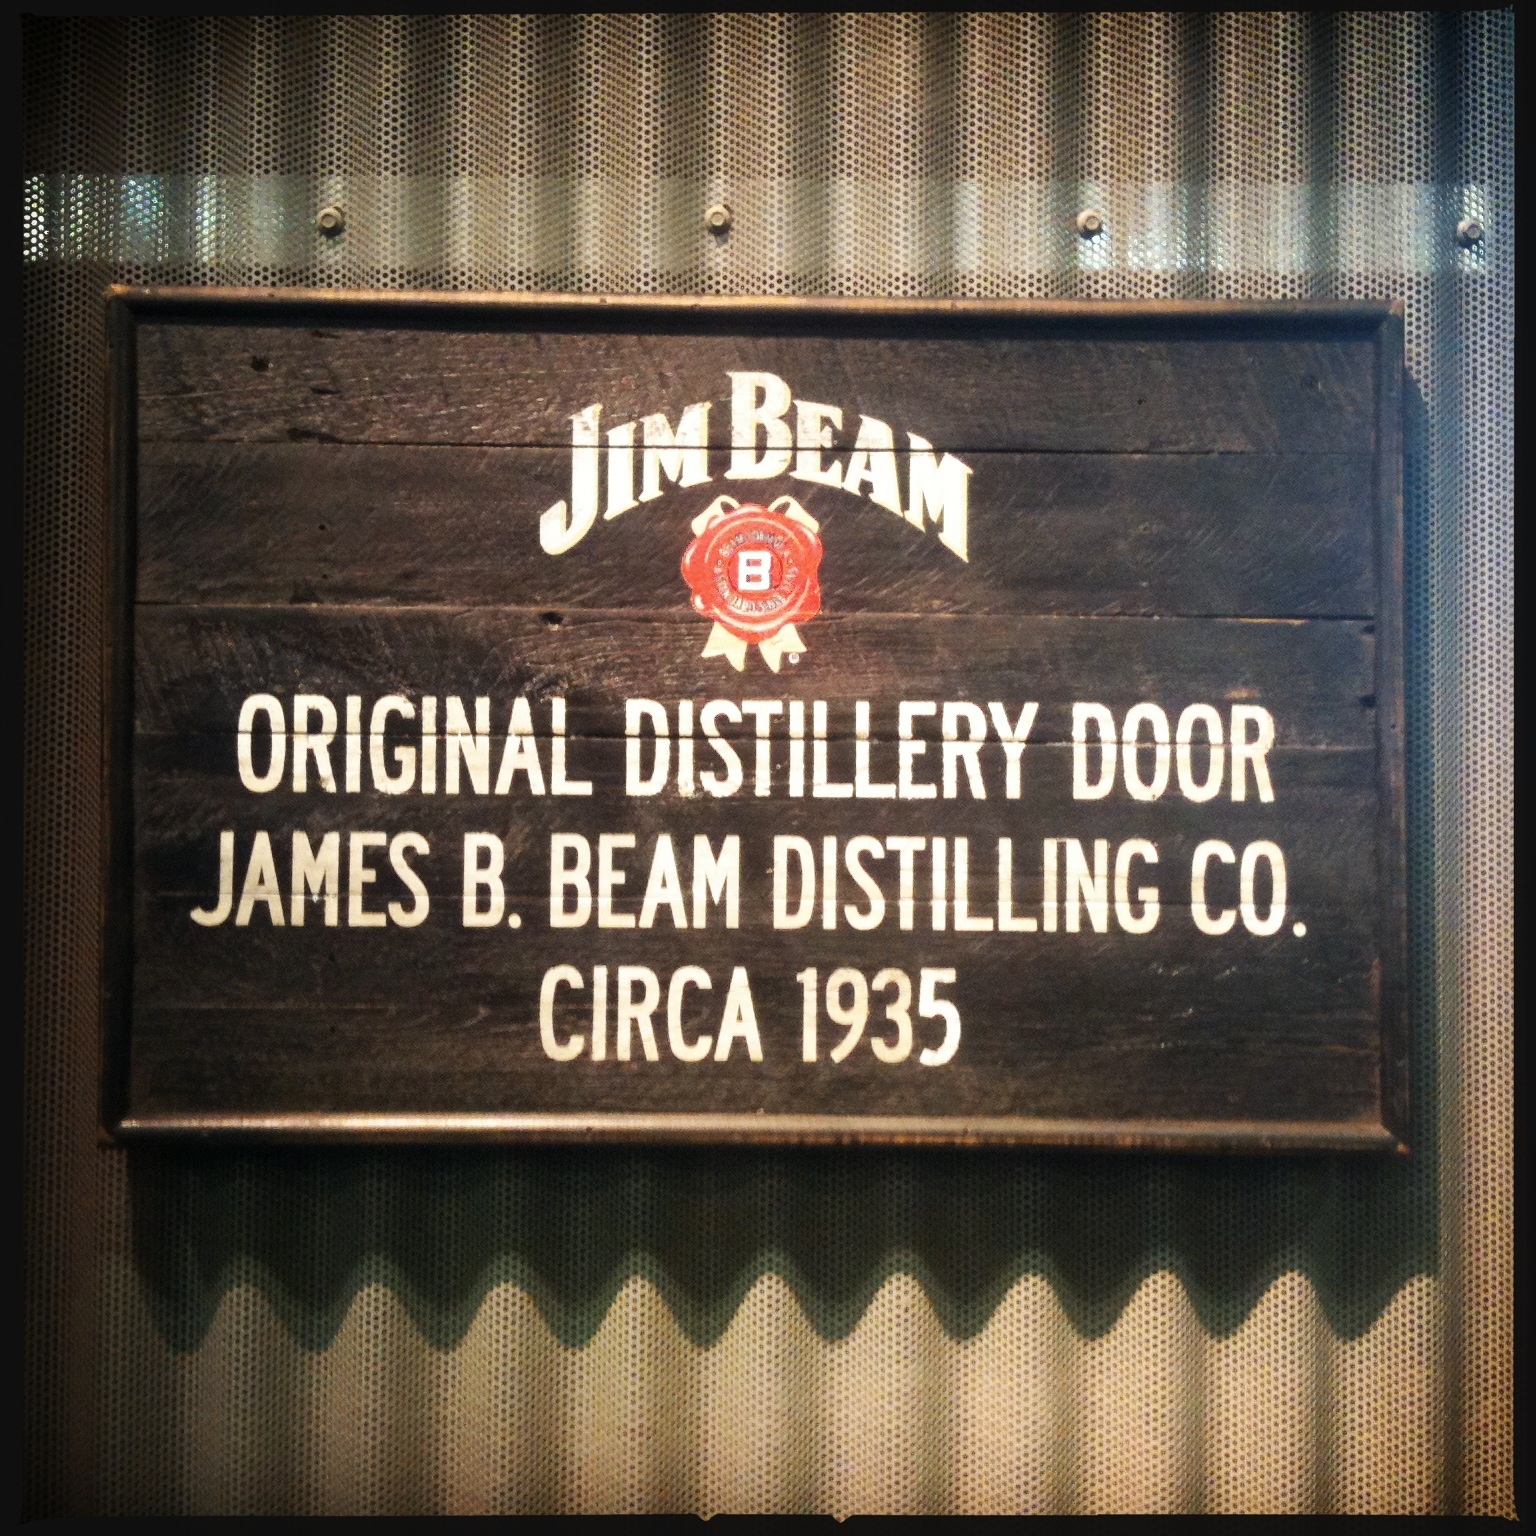 JIM BEAM
B
ORIGINAL DISTILLERY DOOR
JAMES B. BEAM DISTILLING CO.
CIRCA 1935